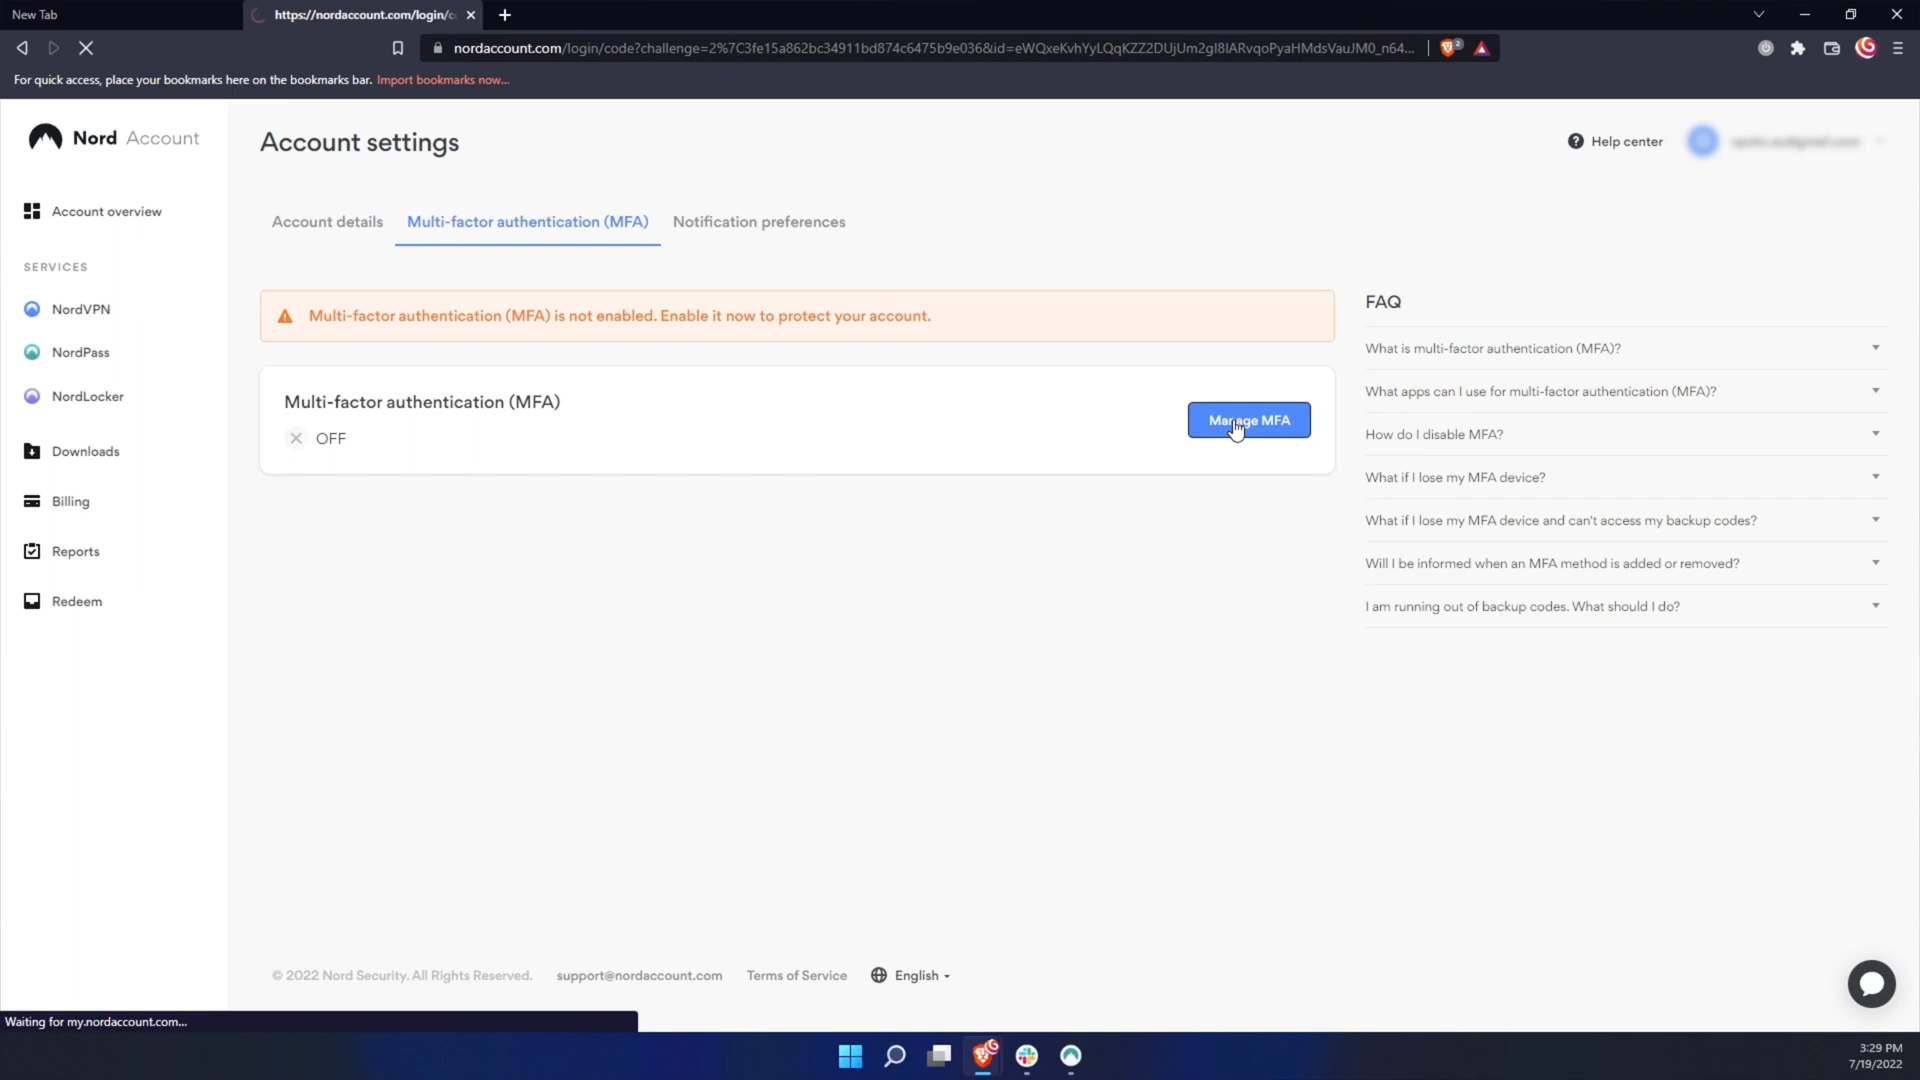 New Tab
https://nordaccount.com/login/c
nordaccount.com/login/code?challenge=2%7C3fe15a862bc34911bd874c6475b9e036&id=eWQxeKvhYyLQqKZZ2DUjUm2gI8IARvqoPyaHMdsVauJM0_n64...
2
For quick access, place your bookmarks here on the bookmarks bar. Import bookmarks now...
Nord Account
Account settings
Help center
Account overview
Account details
Multi-factor authentication (MFA)
Notification preferences
SERVICES
NordVPN
NordPass
NordLocker
Downloads
Billing
Reports
Redeem
Multi-factor authentication (MFA) is not enabled. Enable it now to protect your account.
Multi-factor authentication (MFA)
OFF
Manage MFA
FAQ
What is multi-factor authentication (MFA)?
What apps can I use for multi-factor authentication (MFA)?
How do I disable MFA?
What if I lose my MFA device?
What if I lose my MFA device and can't access my backup codes?
Will I be informed when an MFA method is added or removed?
I am running out of backup codes. What should I do?
© 2022 Nord Security. All Rights Reserved.
support@nordaccount.com
Terms of Service
English
Waiting for my.nordaccount.com...
3:29 PM
7/19/2022